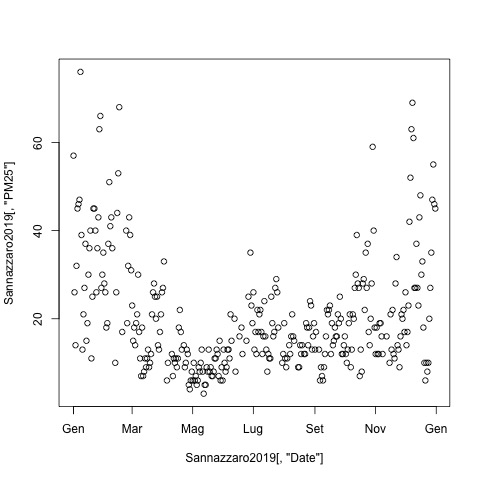 Sannazzaro2019[, "PM25"]
60
40
20
Gen Mar Mag Lug Set Nov Gen
Sannazzaro2019[, "Date"]